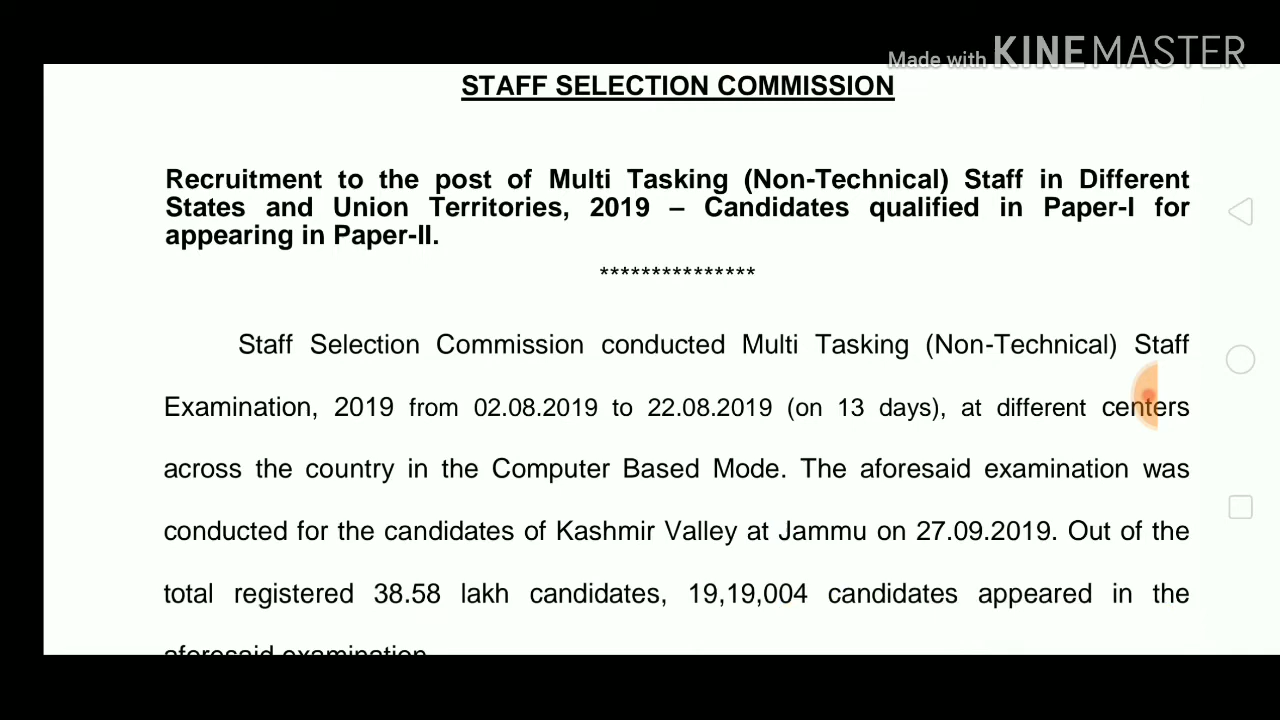 Made with KINEMASTER
STAFF SELECTION COMMISSION
Recruitment to the post of Multi Tasking (Non-Technical) Staff in Different
States and Union Territories, 2019 – Candidates qualified in Paper-I for
appearing in Paper-II.
***************
Staff Selection Commission conducted Multi Tasking (Non-Technical) Staff
Examination, 2019 from 02.08.2019 to 22.08.2019 (on 13 days), at different centers
across the country in the Computer Based Mode. The aforesaid examination was
conducted for the candidates of Kashmir Valley at Jammu on 27.09.2019. Out of the
total registered 38.58 lakh candidates, 19,19,004 candidates appeared in the
aforesaid examination.